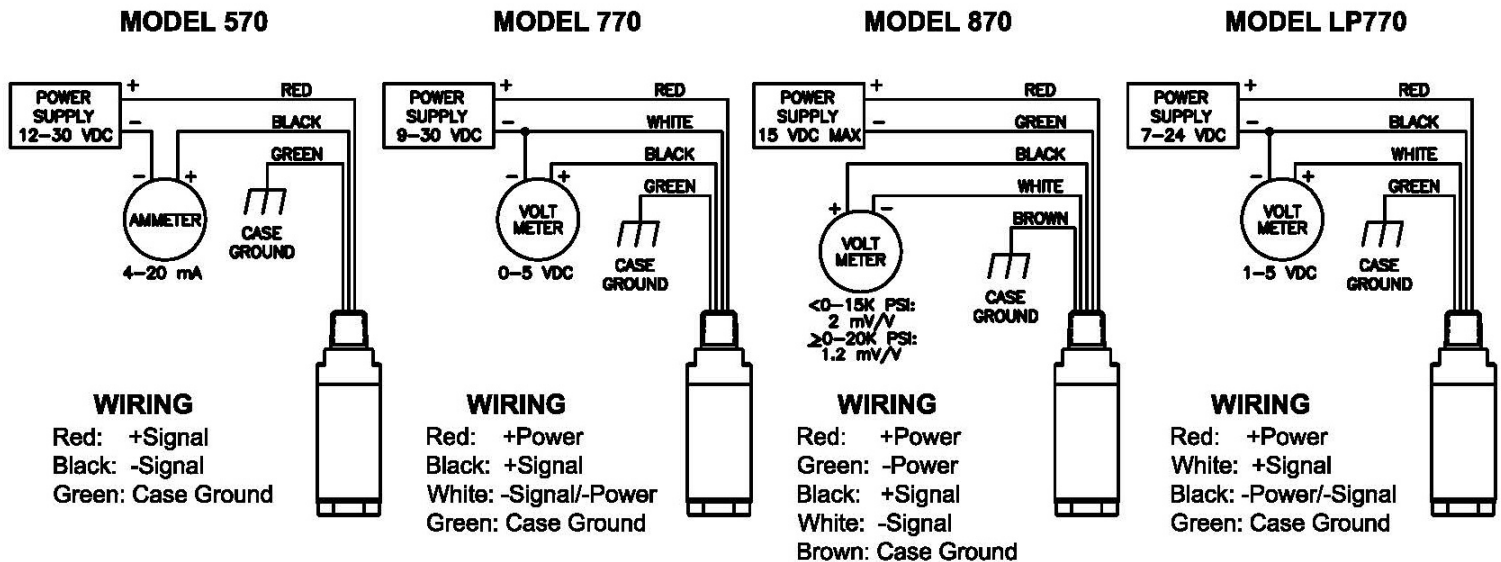 MODEL 570
POWER
SUPPLY
12-30 VDC
+
-
RED
BLACK
GREEN
-
+
AMMETER
4-20 mA
CASE
GROUND
WIRING
Red: +Signal
Black: -Signal
Green: Case Ground
MODEL 770
POWER
SUPPLY
9-30 VDC
+
-
RED
WHITE
BLACK
GREEN
-
+
VOLT
METER
0-5 VDC
CASE
GROUND
WIRING
Red: +Power
Black: +Signal
White: -Signal/-Power
Green: Case Ground
MODEL 870
POWER
SUPPLY
15 VDC MAX
+
-
RED
GREEN
BLACK
WHITE
BROWN
+
-
VOLT
METER
<0-15K PSI:
2 mV/V
≥0-20K PSI:
1.2 mV/V
CASE
GROUND
WIRING
Red: +Power
Green: -Power
Black: +Signal
White: -Signal
Brown: Case Ground
MODEL LP770
POWER
SUPPLY
7-24 VDC
+
-
RED
BLACK
WHITE
GREEN
-
+
VOLT
METER
1-5 VDC
CASE
GROUND
WIRING
Red: +Power
White: +Signal
Black: -Power/-Signal
Green: Case Ground